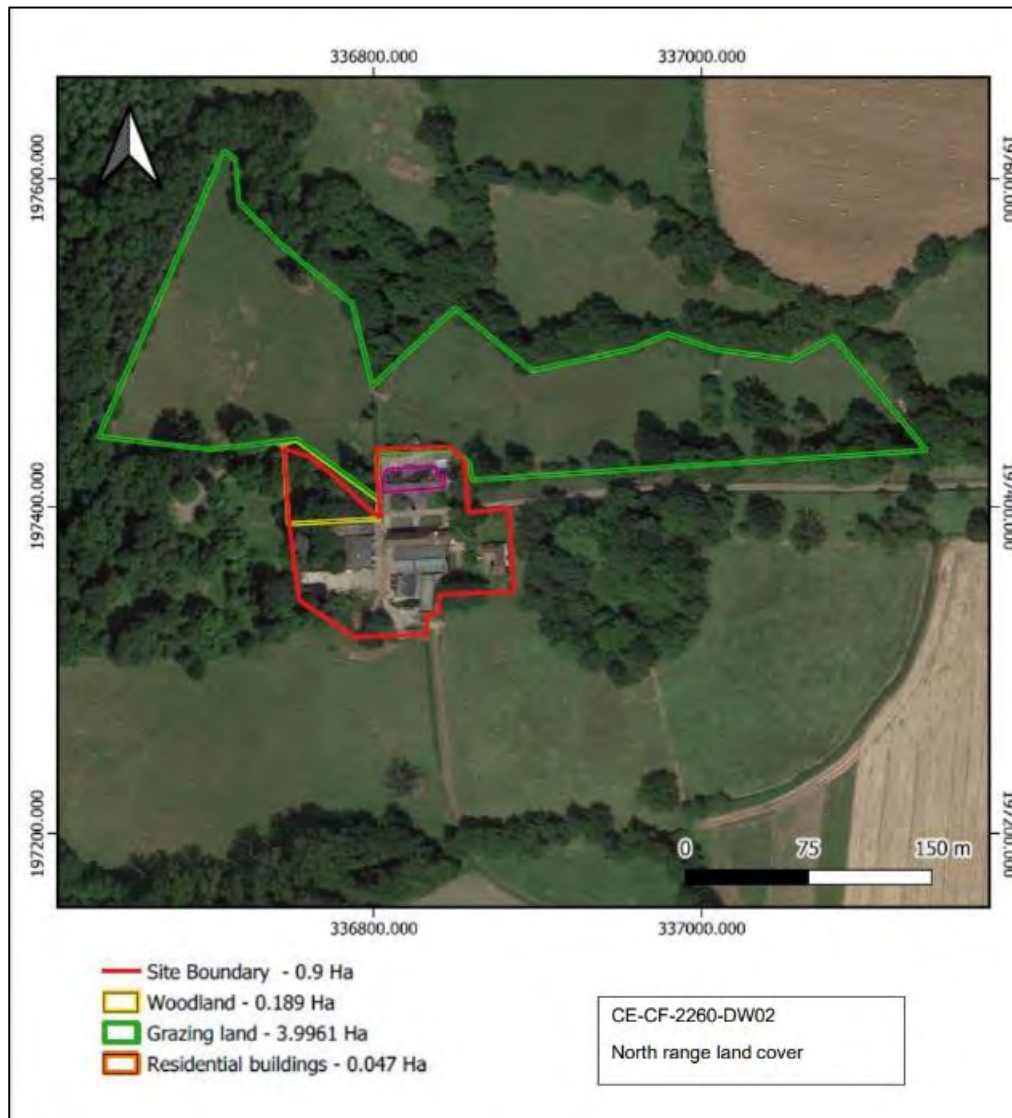 336800.000 337000.000
197600.000 197600.000
197400.000 197400.000
197200.000 197200.000
0 75 150 m
336800.000 337000.000
Site Boundary - 0.9 Ha
Woodland - 0.189 Ha
Grazing land - 3.9961 Ha
Residential buildings - 0.047 Ha
CE-CF-2260-DW02
North range land cover